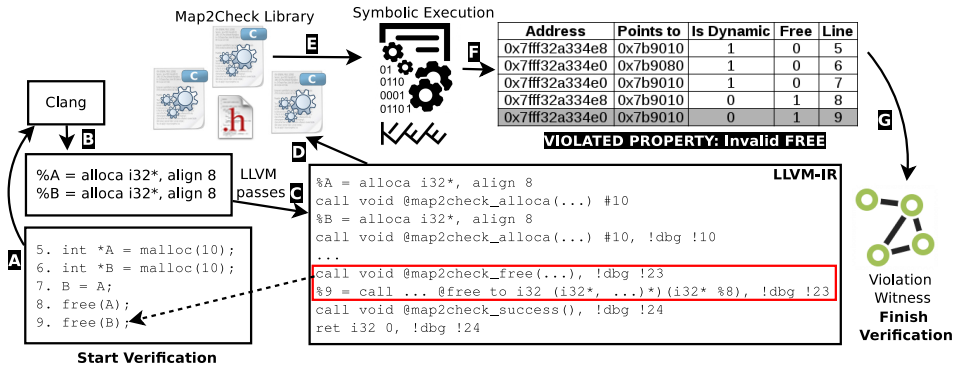 Map2Check Library
Symbolic Execution
C
C
C
.h
E
F
01
0110
0001
01101
KLEE
Address Points to Is Dynamic Free Line
0x7fff32a334e8 0x7b9010 1 0 5
0x7fff32a334e0 0x7b9080 1 0 6
0x7fff32a334e0 0x7b9010 1 0 7
0x7fff32a334e8 0x7b9010 0 1 8
0x7fff32a334e0 0x7b9010 0 1 9
VIOLATED PROPERTY: Invalid FREE
G
Clang
B
%A = alloca i32*, align 8
%B = alloca i32*, align 8
LLVM
passes
C
D
A
5. int *A = malloc(10);
6. int *B = malloc(10);
7. B = A;
8. free(A);
9. free(B);
Start Verification
LLVM-IR
%A = alloca i32*, align 8
call void @map2check_alloca(...) #10
%B = alloca i32*, align 8
call void @map2check_alloca(...) #10, !dbg !10
...
call void @map2check_free(...), !dbg !23
%9 = call ... @free to i32 (i32*, ...)*)(i32* %8), !dbg !23
call void @map2check_success(), !dbg !24
ret i32 0, !dbg !24
Violation
Witness
Finish
Verification